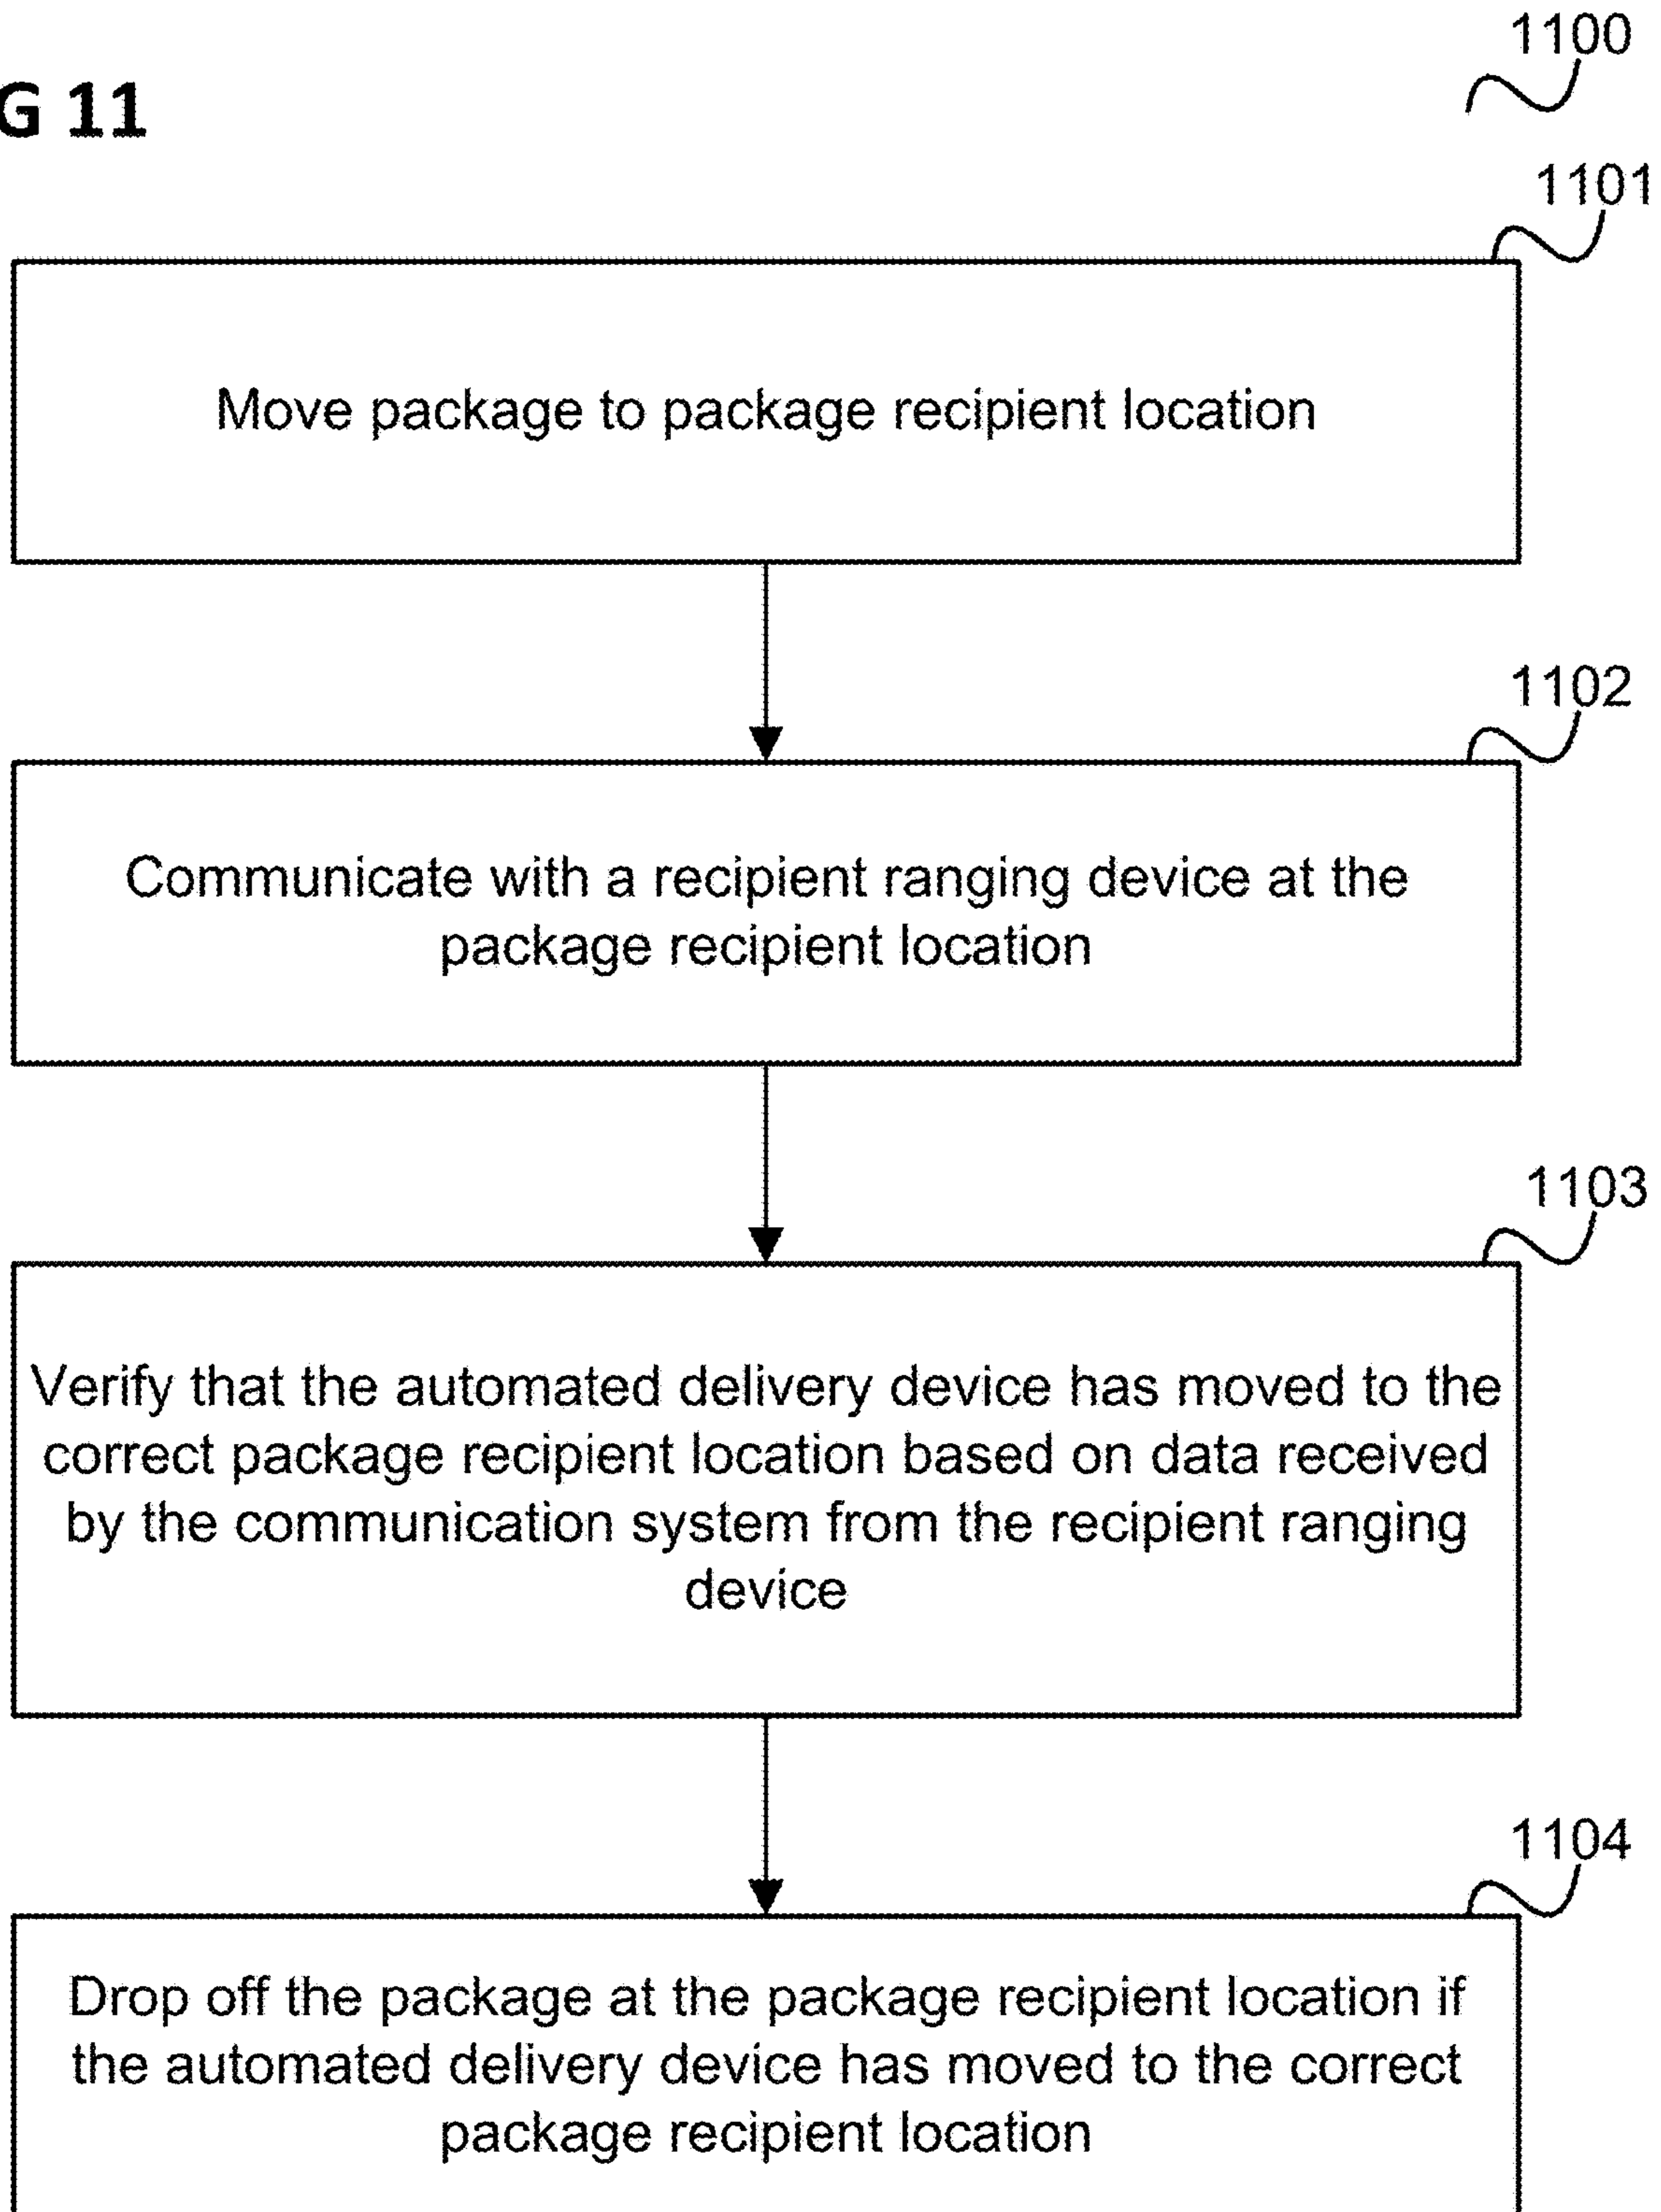 G 11
1100
1101
Move package to package recipient location
1102
Communicate with a recipient ranging device at the
package recipient location
1103
Verify that the automated delivery device has moved to the
correct package recipient location based on data received
by the communication system from the recipient ranging
device
1104
Drop off the package at the package recipient location if
the automated delivery device has moved to the correct
package recipient location